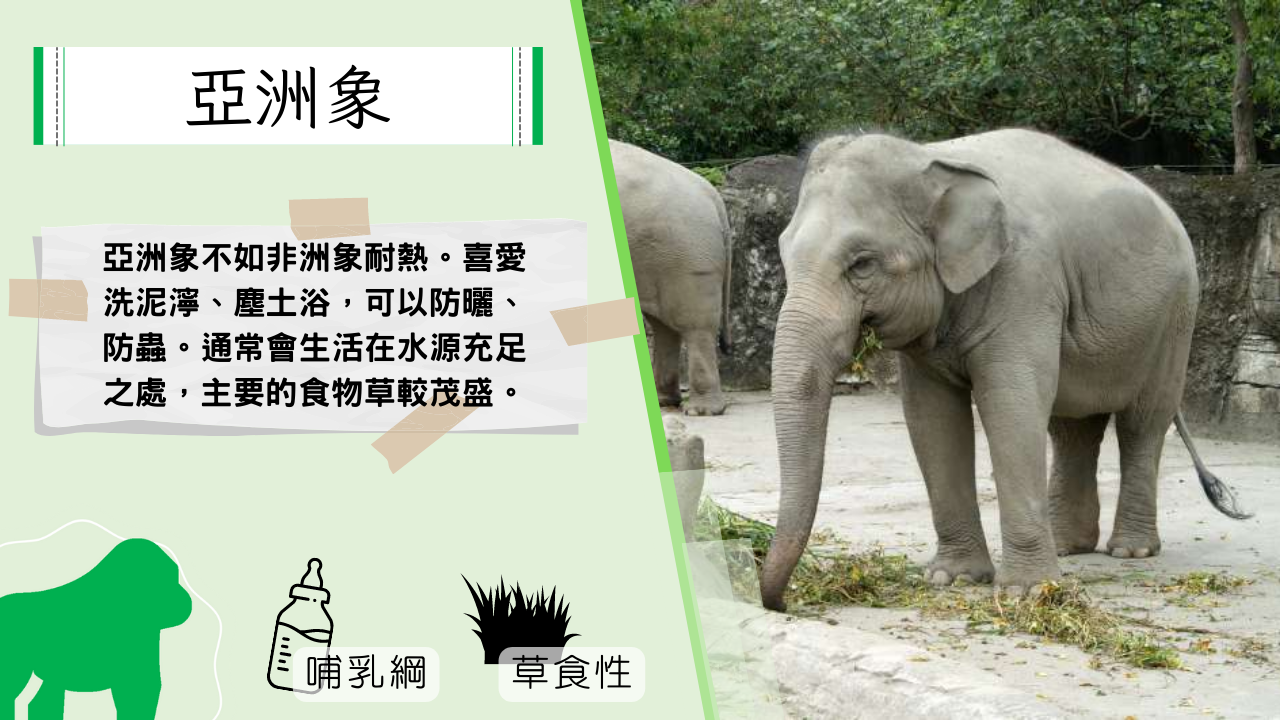 亞洲象
亞洲象不如非洲象耐熱。喜愛
洗泥濘、塵土浴，可以防曬、
防蟲。通常會生活在水源充足
之處，主要的食物草較茂盛。
哺乳綱
草食性